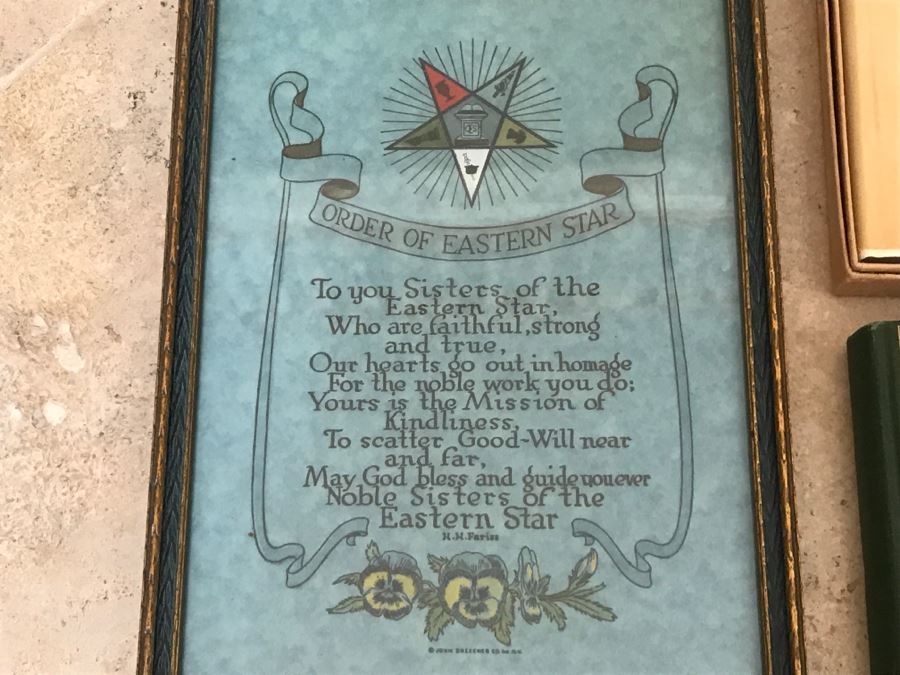 ORDER OF EASTERN STAR
To you Sisters of the
Eastern Star,
Who are faithful, strong
and true,
Our hearts go out in homage
For the noble work you do;
Yours is the Mission of
Kindliness,
To scatter Good-Will near
and far,
May God bless and guide you ever
Noble Sisters of the
Eastern Star
© JOHN